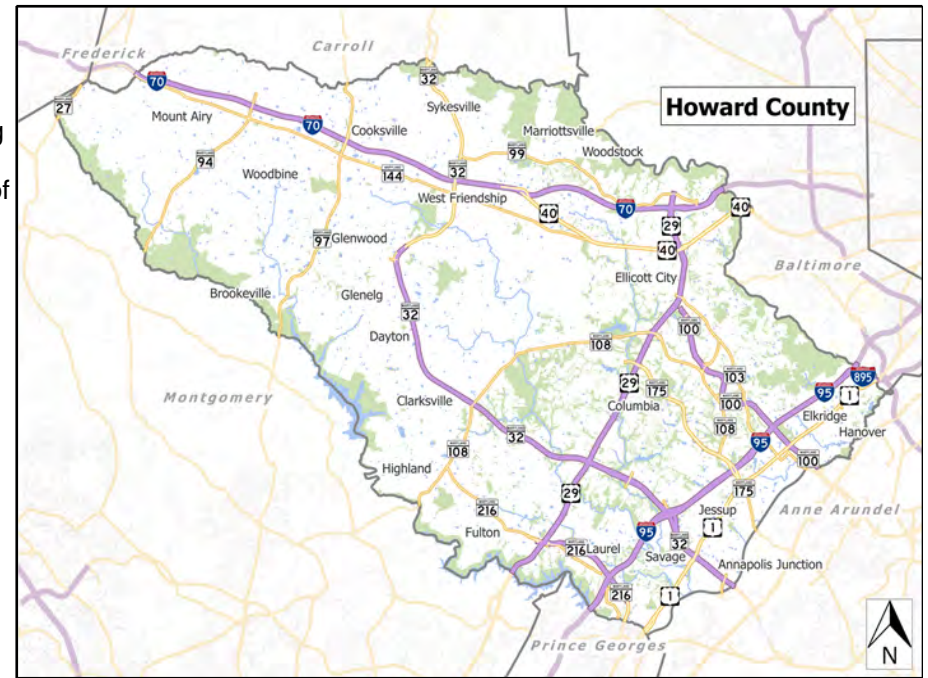 Frederick
Carroll
Howard County
70
32
27
Mount Airy
Sykesville
70
Cooksville
Marriottsville
g
99
Woodstock
94
Woodbine
144
32
of
West Friendship
40
70
40
29
97
Glenwood
40
Baltimore
Ellicott City
Brookeville
Glenelg
32
100
Dayton
108
895
103
29
175
95
1
Montgomery
Clarksville
Columbia
100
Elkridge
32
108
Hanover
95
108
100
Highland
29
175
216
Jessup
Anne Arundel
Fulton
95
1
216
Laurel
Savage
32
Annapolis Junction
216
1
Prince Georges
N